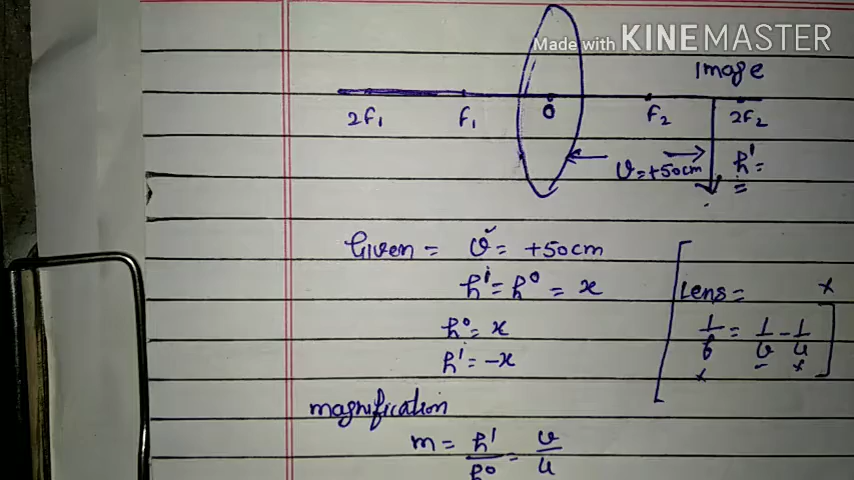 Made with KINEMASTER
Image
2F₁ F₁ O F₂ 2F₂
v=+50cm h' =
Given = v = +50cm
h' = h° = x
h° = x
h' = -x
Lens =
1/f = 1/v - 1/u
magnification
m = h'/h° = v/u